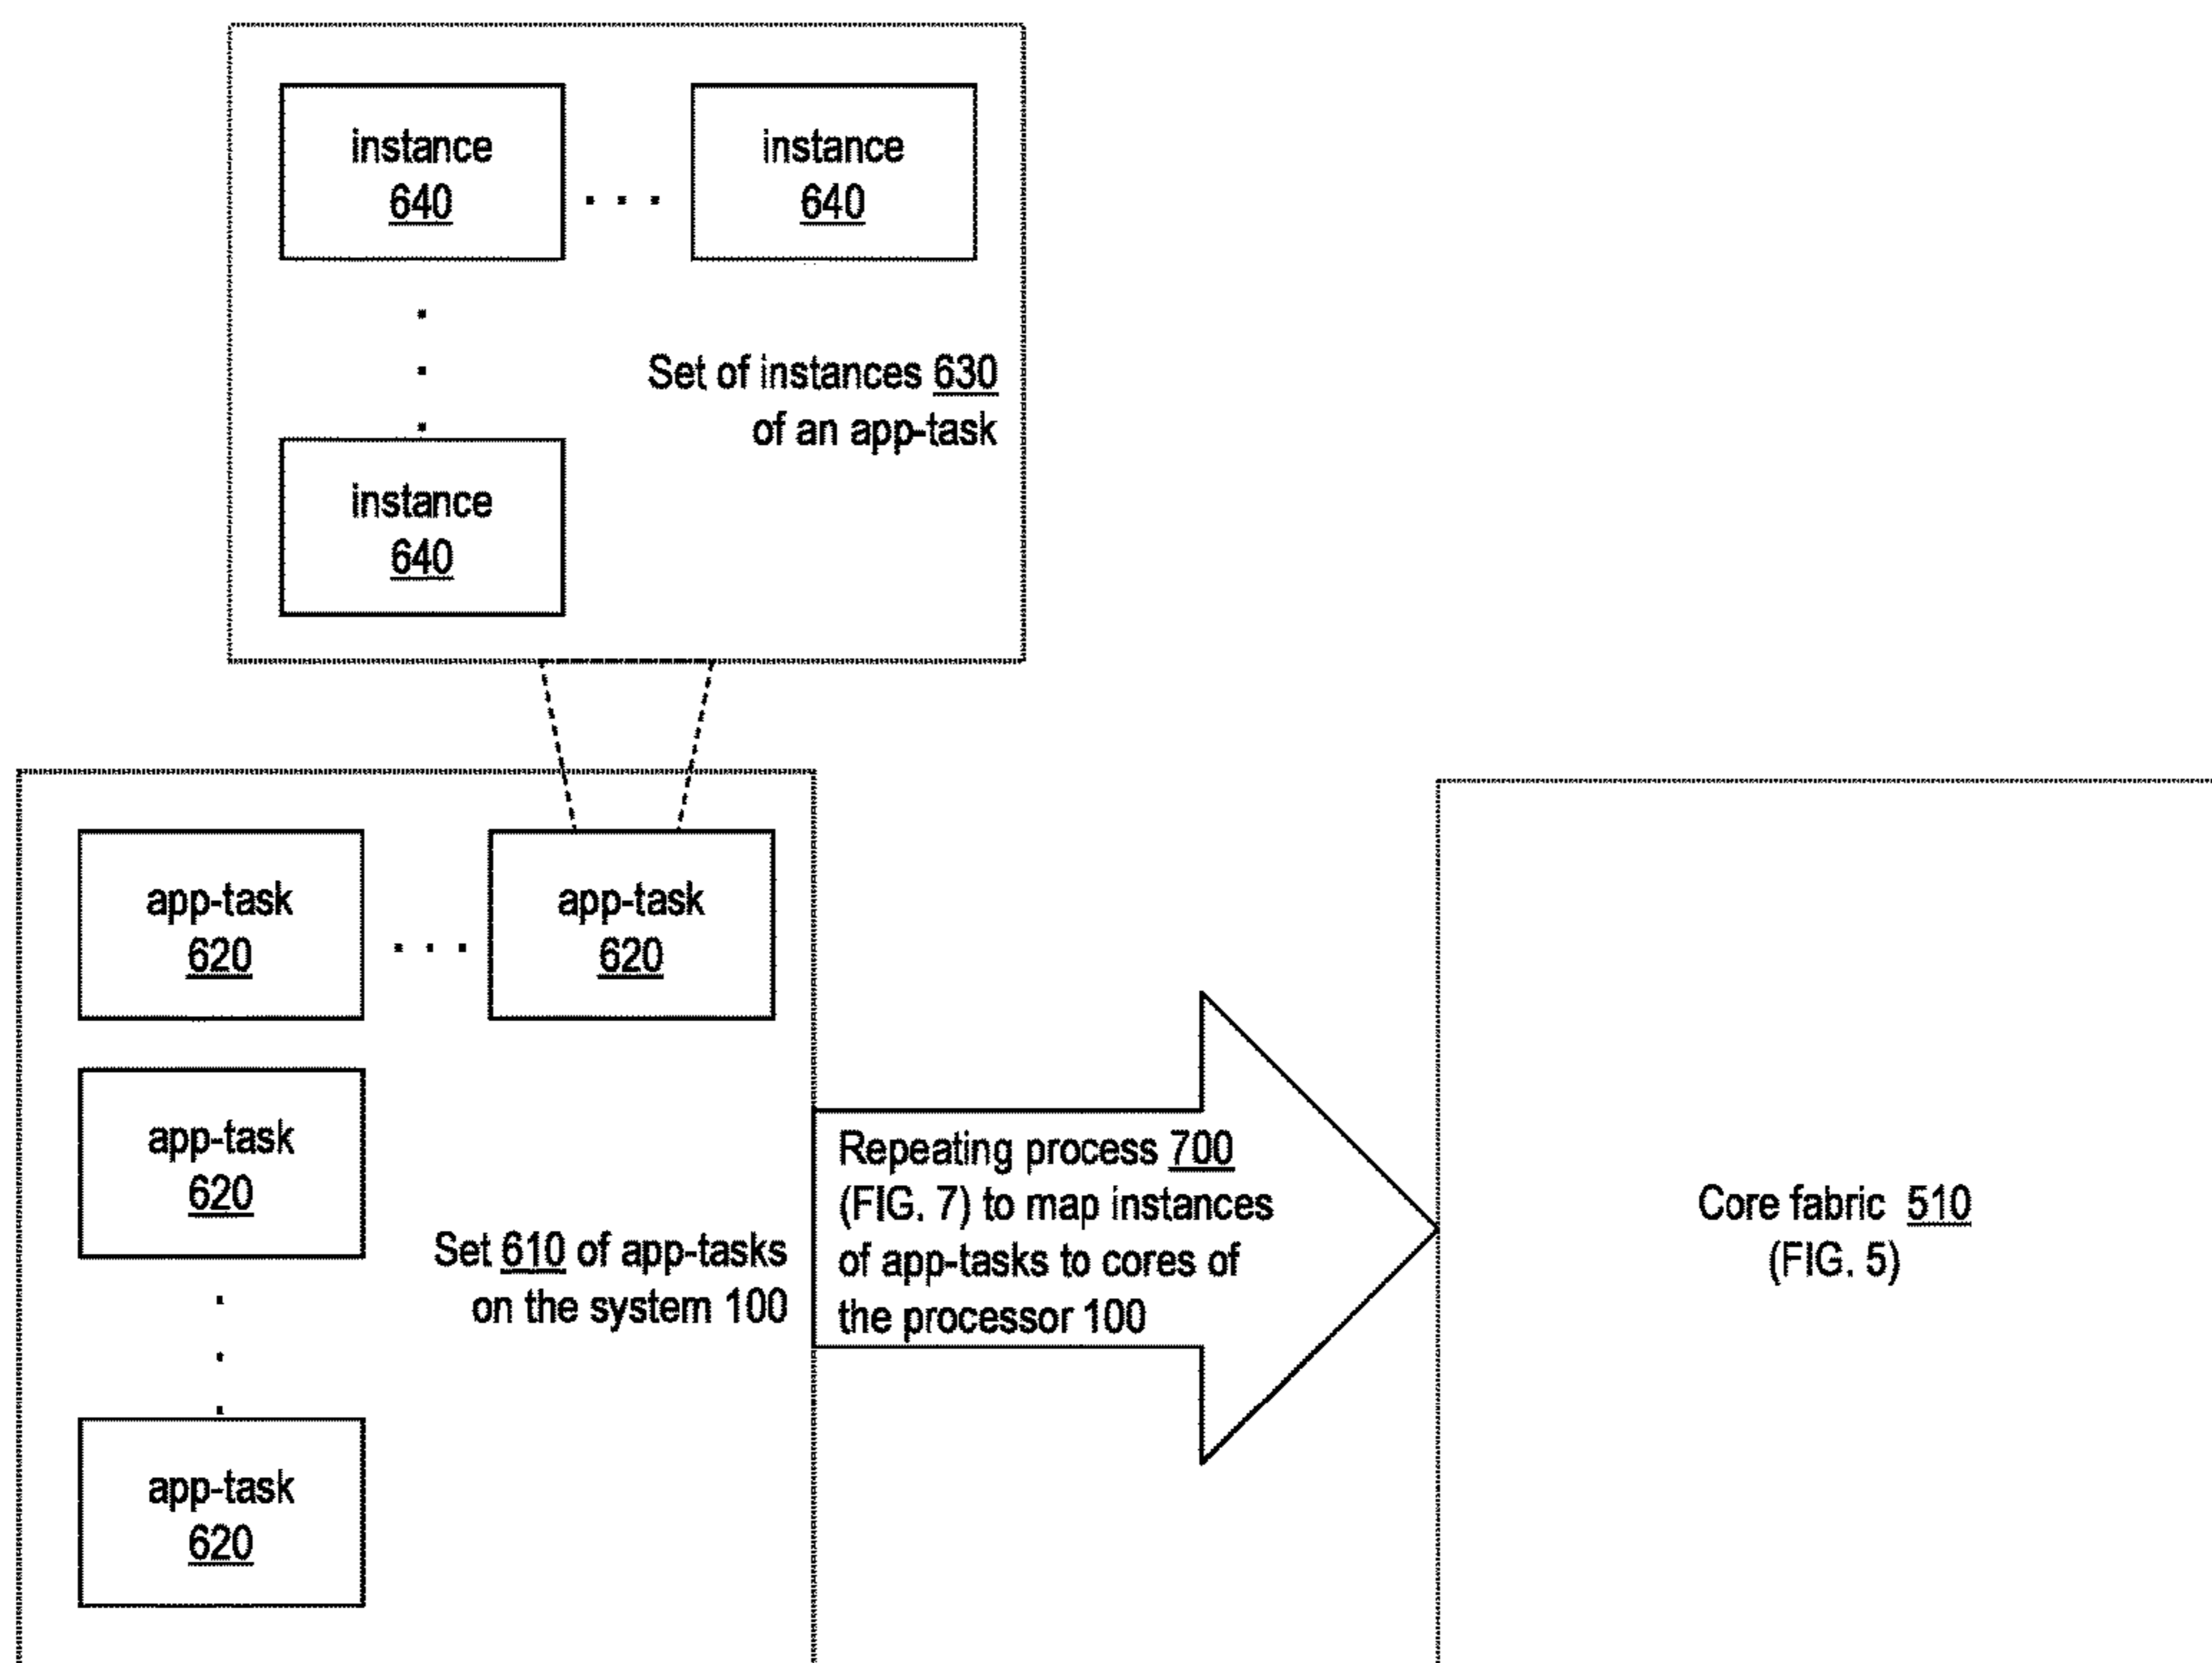 instance
640
. . .
instance
640
Set of instances 630
of an app-task
instance
640
app-task
620
. . .
app-task
620
app-task
620
Set 610 of app-tasks
on the system 100
app-task
620
Repeating process 700
(FIG. 7) to map instances
of app-tasks to cores of
the processor 100
Core fabric 510
(FIG. 5)